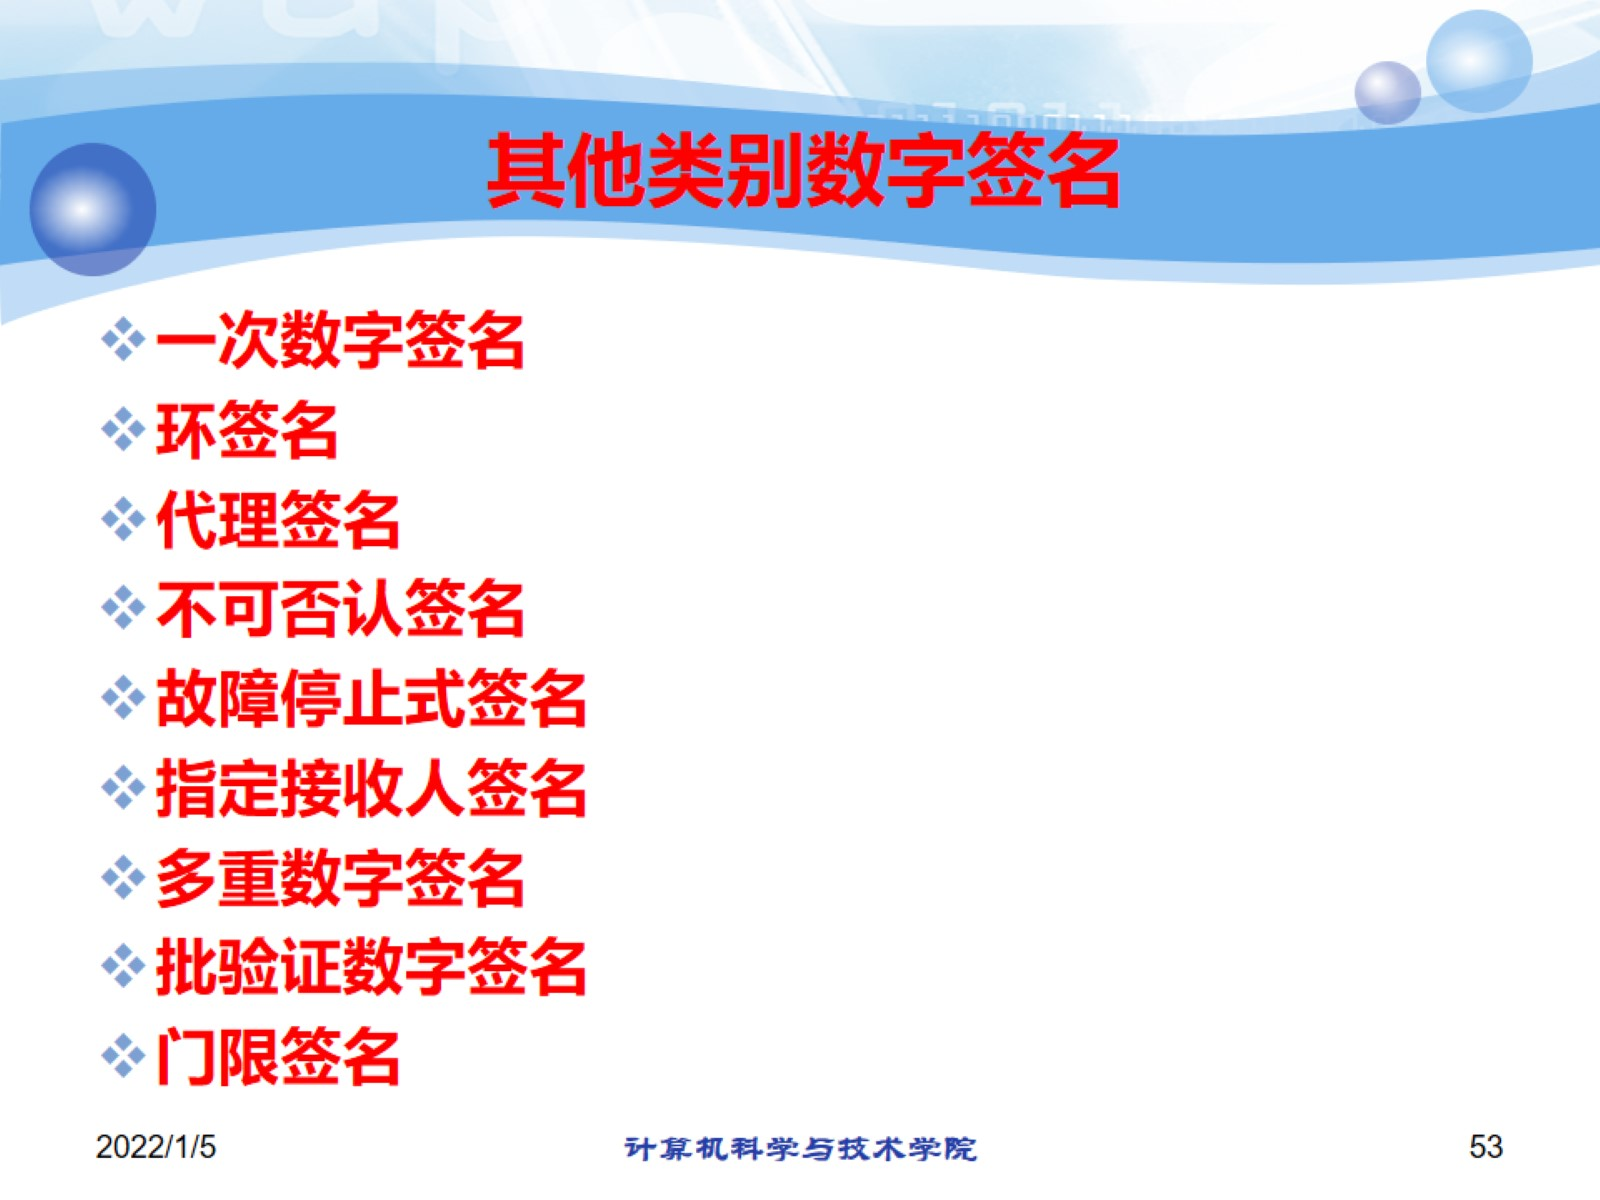 其他类别数字签名
一次数字签名
环签名
代理签名
不可否认签名
故障停止式签名
指定接收人签名
多重数字签名
批验证数字签名
门限签名
2022/1/5
计算机科学与技术学院
53